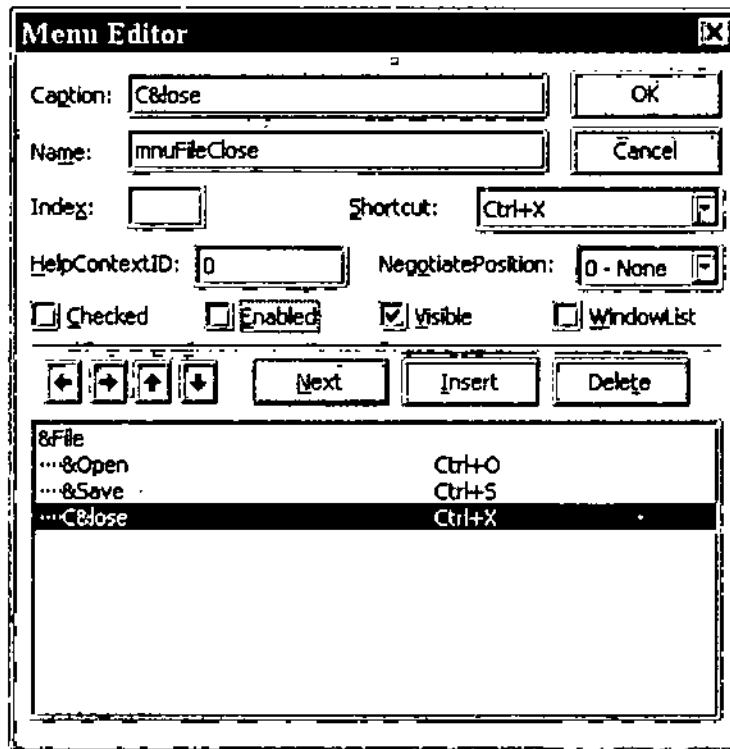 Menu Editor
Caption: C&lose OK
Name: mnuFileClose Cancel
Index: Shortcut: Ctrl+X
HelpContextID: 0 NegotiatePosition: 0 - None
Checked Enabled Visible WindowList
Next Insert Delete
&File
····&Open Ctrl+O
····&Save Ctrl+S
····C&lose Ctrl+X